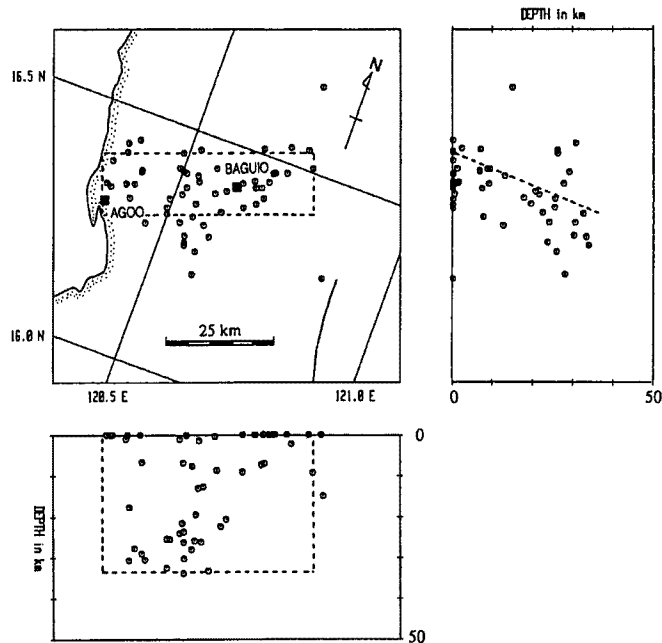 DEPTH in km
16.5 N
N
BAGUIO
AGOO
25 km
16.0 N
120.5 E
121.0 E
0
50
0
DEPTH in km
50